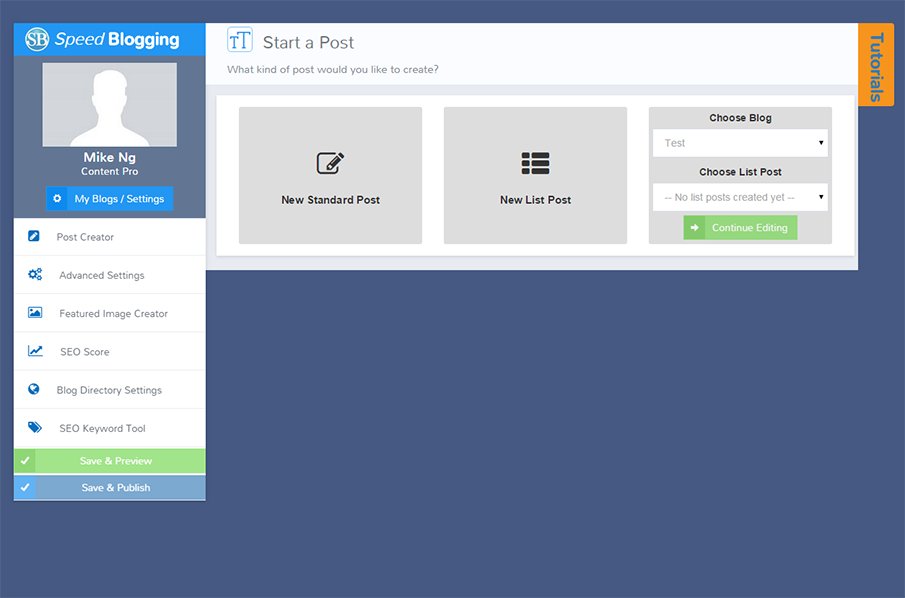 SB Speed Blogging
Mike Ng
Content Pro
My Blogs / Settings
Post Creator
Advanced Settings
Featured Image Creator
SEO Score
Blog Directory Settings
SEO Keyword Tool
Save & Preview
Save & Publish
TT Start a Post
What kind of post would you like to create?
New Standard Post
New List Post
Choose Blog
Test
Choose List Post
-- No list posts created yet --
Continue Editing
Tutorials